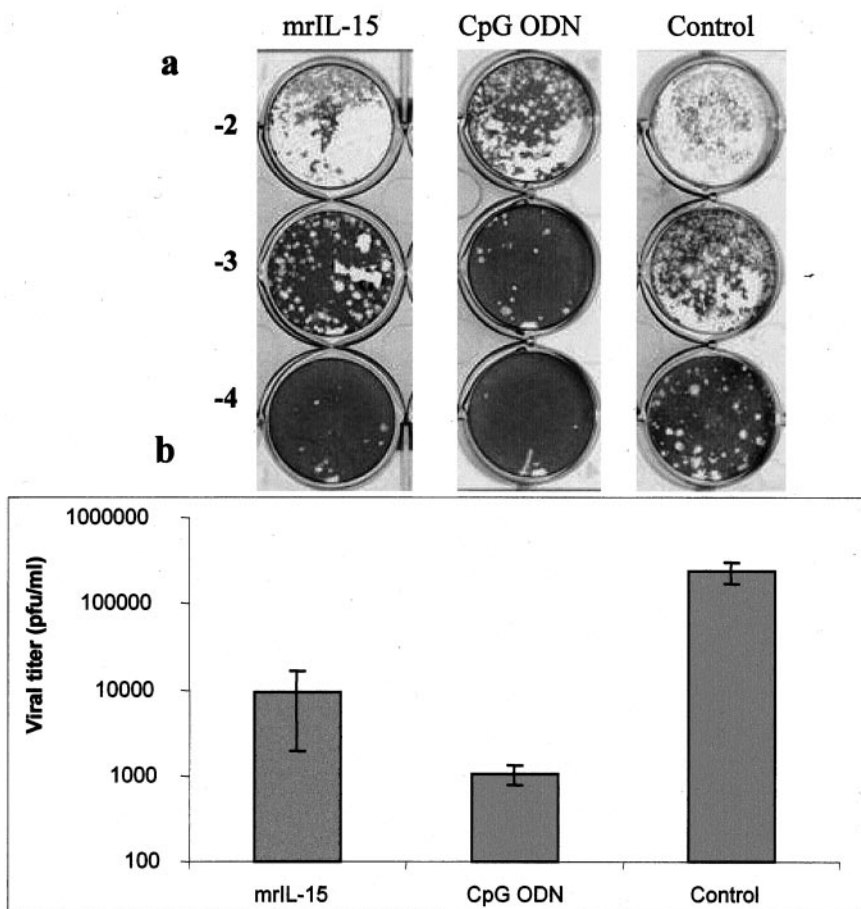 mrIL-15 CpG ODN Control
a
-2
-3
-4
b
1000000
100000
10000
1000
100
Viral titer (pfu/ml)
mrIL-15 CpG ODN Control